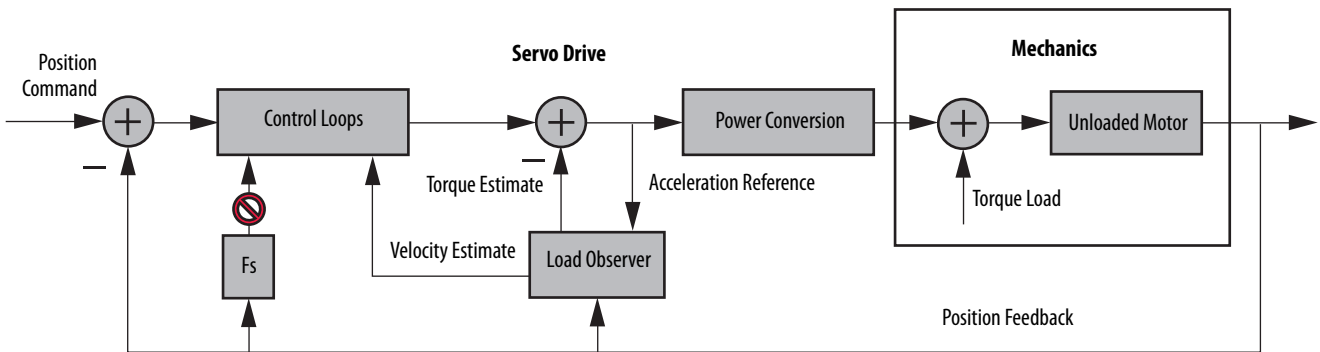 Servo Drive
Mechanics
Position
Command
Control Loops
Power Conversion
Unloaded Motor
Torque Estimate
Acceleration Reference
Torque Load
Velocity Estimate
Load Observer
Fs
Position Feedback